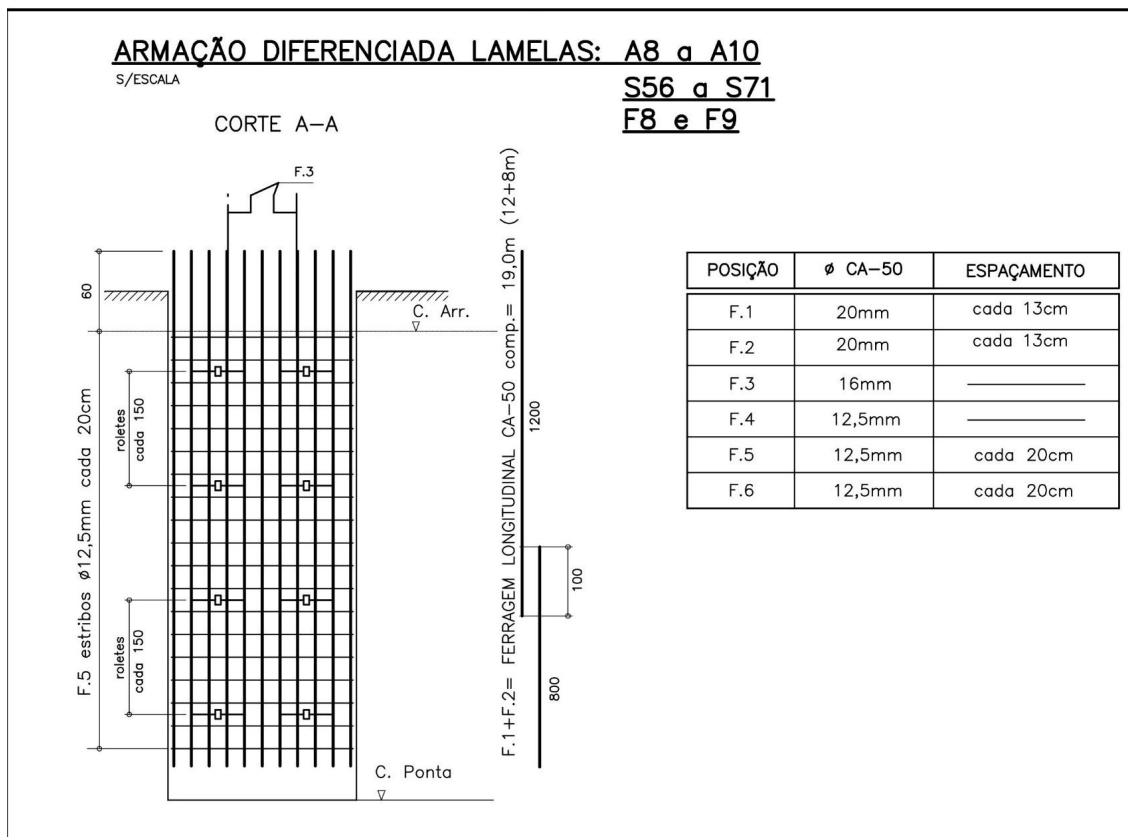 ARMAÇÃO DIFERENCIADA LAMELAS: A8 a A10
S/ESCALA
S56 a S71
F8 e F9
CORTE A-A
F.3
60
C. Arr.
F.5 estribos ø12,5mm cada 20cm
roletes
cada 150
roletes
cada 150
C. Ponta
F.1+F.2= FERRAGEM LONGITUDINAL CA-50 comp.= 19,0m (12+8m)
1200
100
800
POSIÇÃO ø CA-50 ESPAÇAMENTO
F.1 20mm cada 13cm
F.2 20mm cada 13cm
F.3 16mm
F.4 12,5mm
F.5 12,5mm cada 20cm
F.6 12,5mm cada 20cm